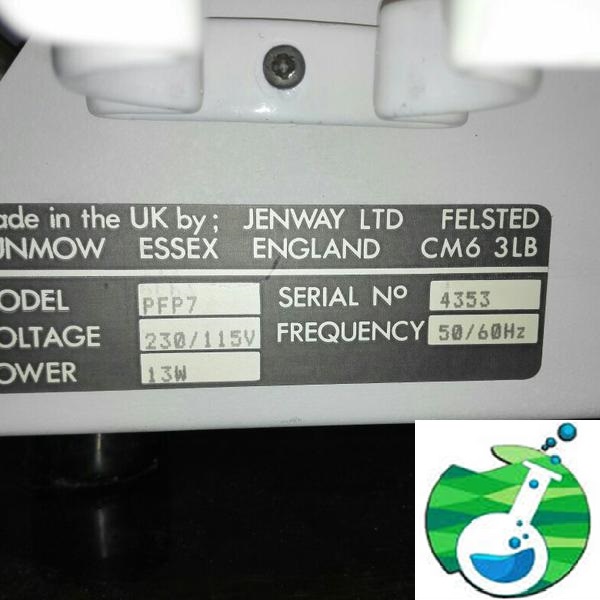 ade in the UK by; JENWAY LTD FELSTED
UNMOW ESSEX ENGLAND CM6 3LB
ODEL PFP7 SERIAL Nº 4353
OLTAGE 230/115V FREQUENCY 50/60Hz
OWER 13W